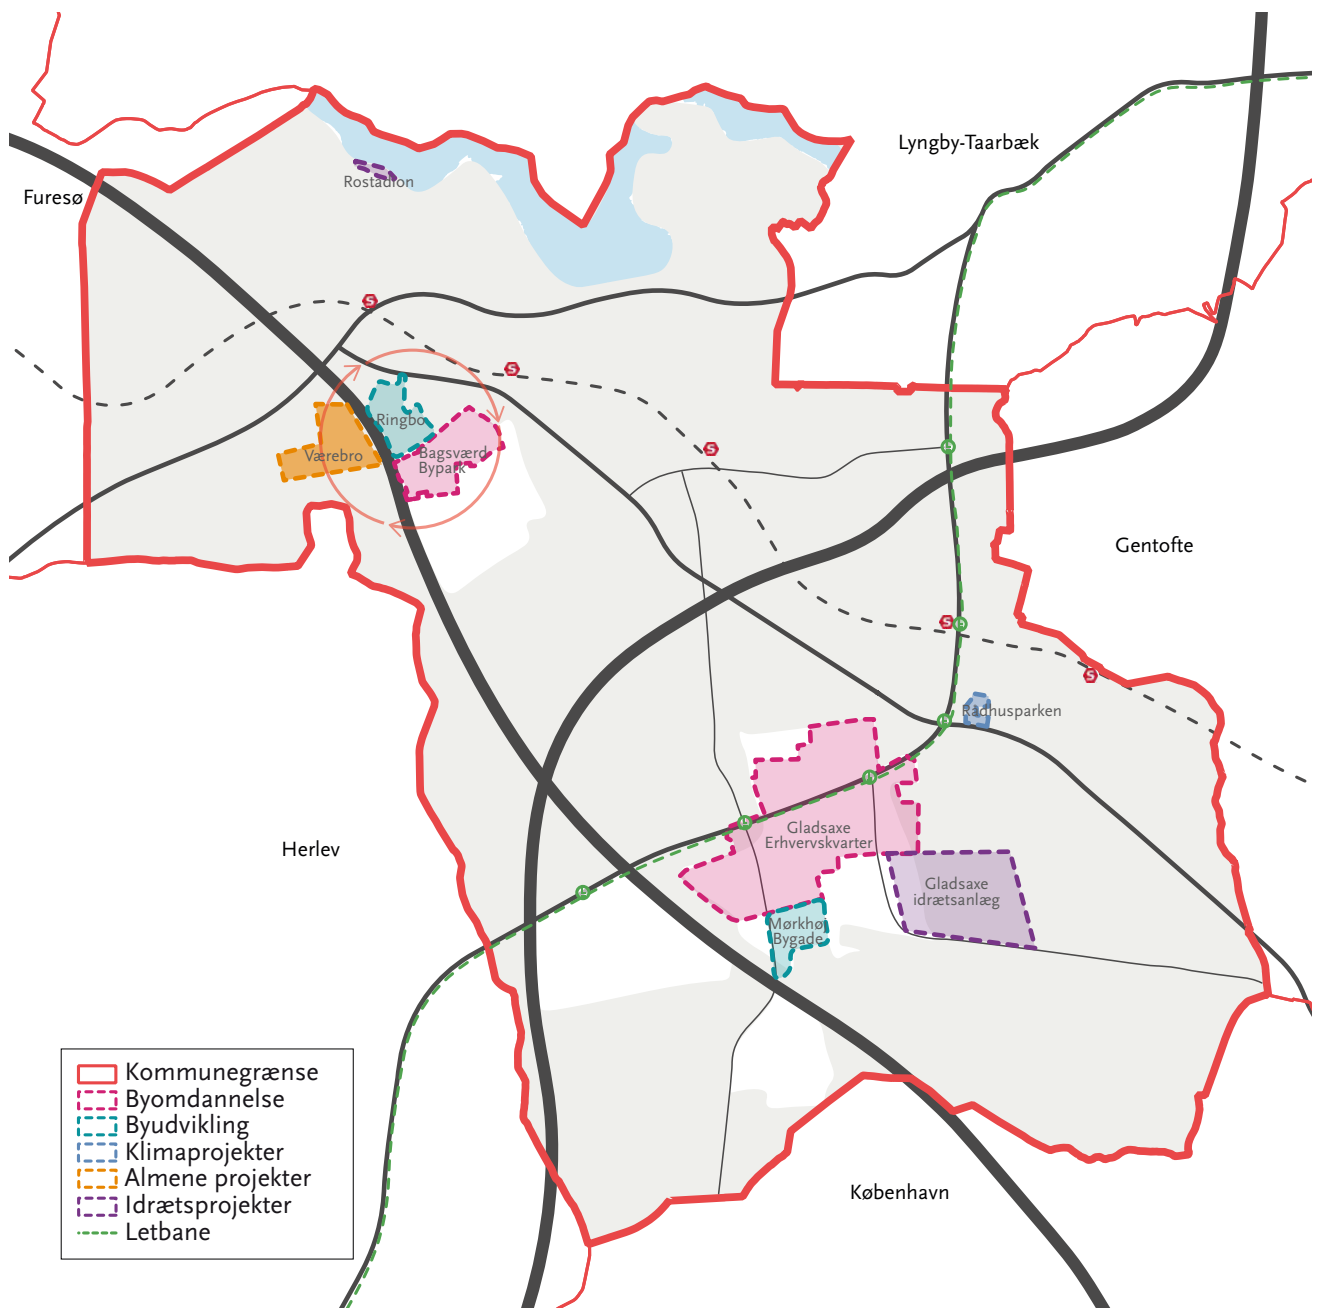 Lyngby-Taarbæk
Rostadion
Furesø
S
S
Ringbo
S
Værebro
Bagsværd
Bypark
L
Gentofte
S
L
S
Rådhusparken
L
L
L
Gladsaxe
Erhvervskvarter
Herlev
L
Gladsaxe
idrætsanlæg
Mørkhøj
Bygade
Kommunegrænse
Byomdannelse
Byudvikling
Klimaprojekter
Almene projekter
Idrætsprojekter
Letbane
København